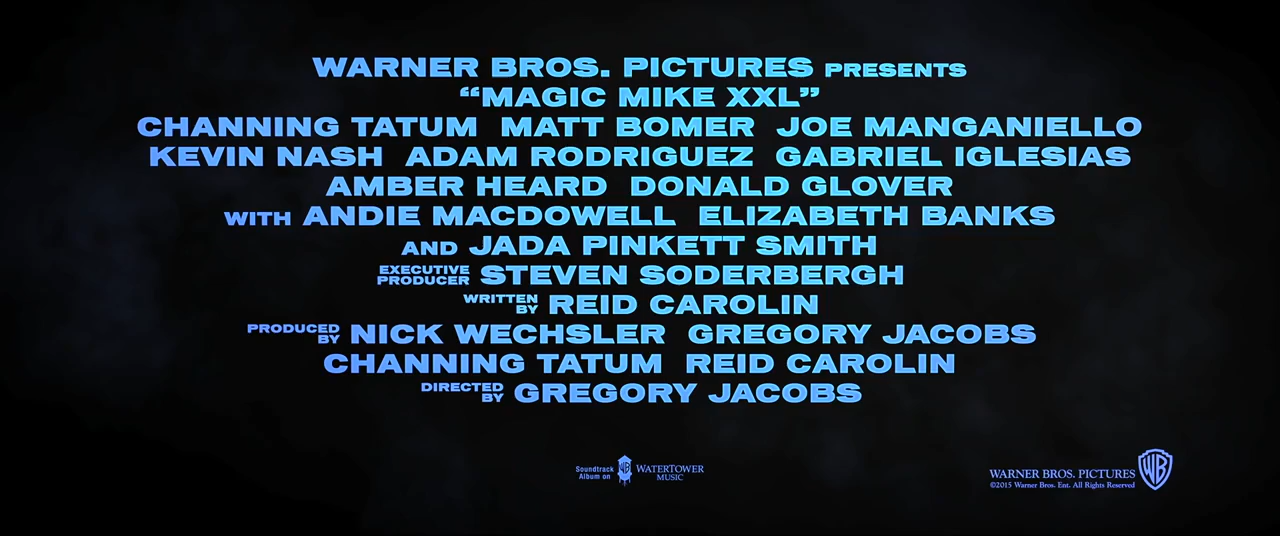 WARNER BROS. PICTURES PRESENTS
“MAGIC MIKE XXL”
CHANNING TATUM MATT BOMER JOE MANGANIELLO
KEVIN NASH ADAM RODRIGUEZ GABRIEL IGLESIAS
AMBER HEARD DONALD GLOVER
WITH ANDIE MACDOWELL ELIZABETH BANKS
AND JADA PINKETT SMITH
EXECUTIVE PRODUCER STEVEN SODERBERGH
WRITTEN BY REID CAROLIN
PRODUCED BY NICK WECHSLER GREGORY JACOBS
CHANNING TATUM REID CAROLIN
DIRECTED BY GREGORY JACOBS
Soundtrack Album on WB WATERTOWER MUSIC
WARNER BROS. PICTURES WB
©2015 Warner Bros. Ent. All Rights Reserved